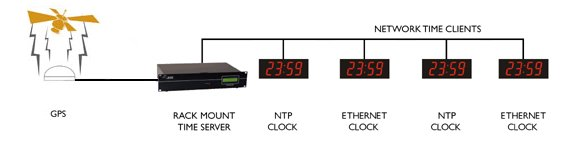 NETWORK TIME CLIENTS
23:59 23:59 23:59 23:59
GPS
RACK MOUNT
TIME SERVER
NTP
CLOCK
ETHERNET
CLOCK
NTP
CLOCK
ETHERNET
CLOCK